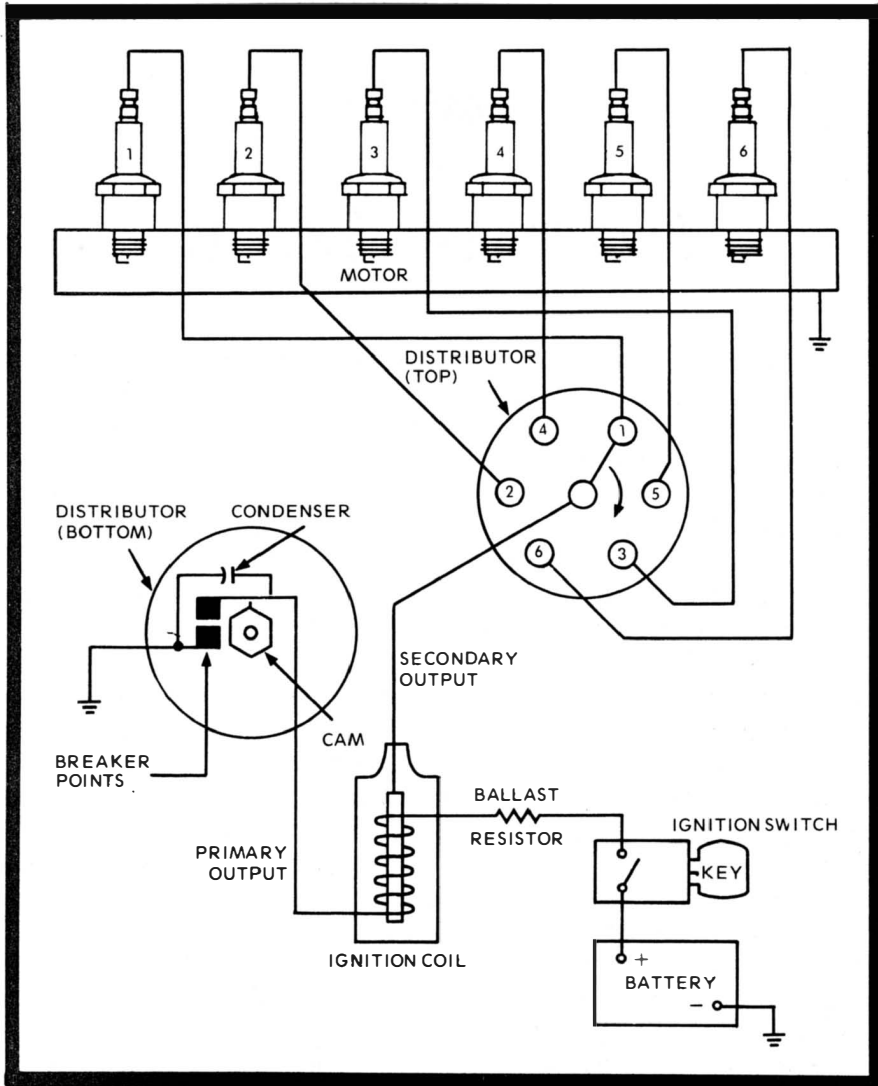 1
2
3
4
5
6
MOTOR
DISTRIBUTOR
(TOP)
4
1
2
5
6
3
DISTRIBUTOR
(BOTTOM)
CONDENSER
SECONDARY
OUTPUT
CAM
BREAKER
POINTS
PRIMARY
OUTPUT
BALLAST
RESISTOR
IGNITION SWITCH
KEY
IGNITION COIL
+
BATTERY
-